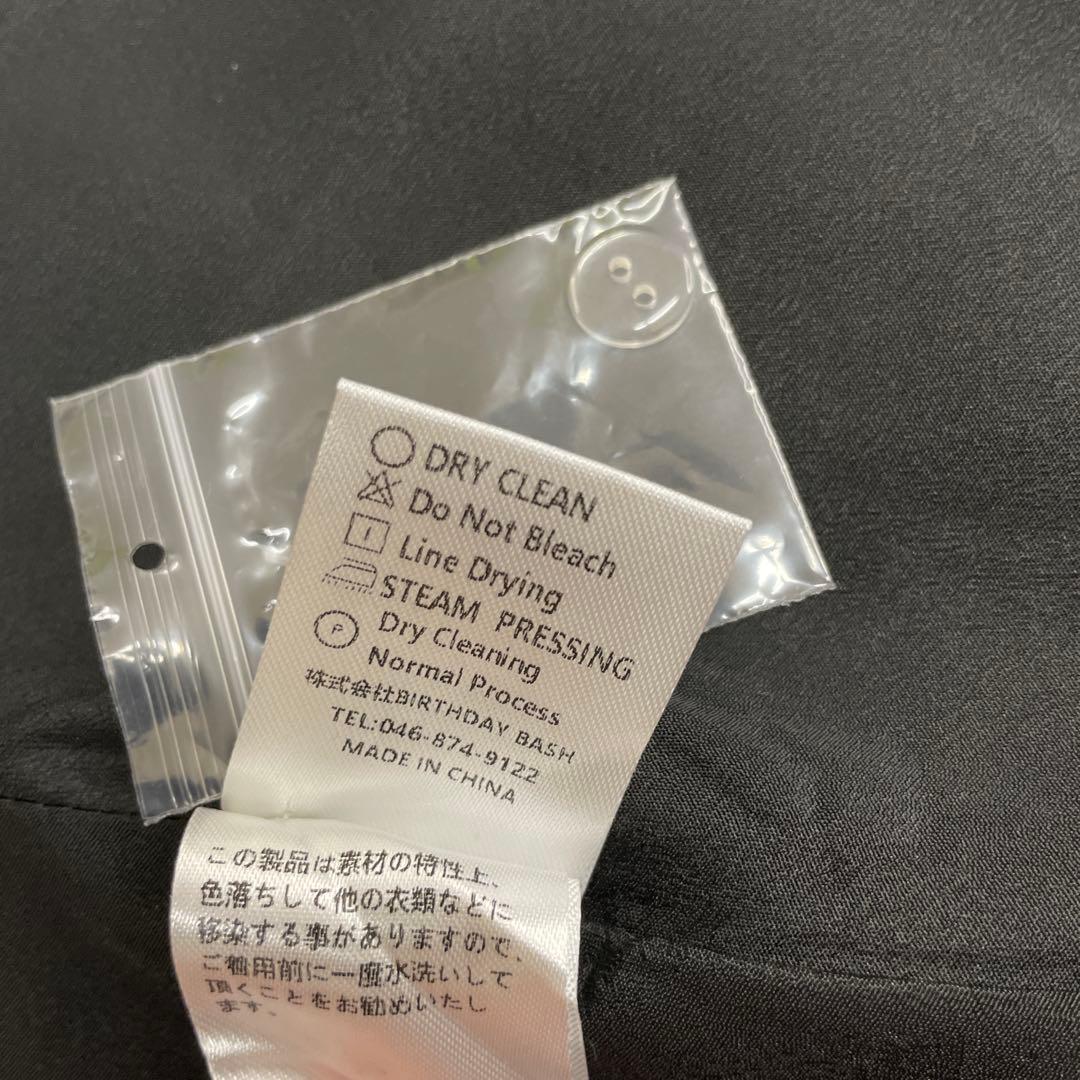 DRY CLEAN
Do Not Bleach
Line Drying
STEAM PRESSING
P Dry Cleaning
Normal Process
株式会社BIRTHDAY BASH
TEL:046-874-9122
MADE IN CHINA
この製品は素材の特性上、
色落ちして他の衣類などに
移染する事がありますので、
ご着用前に一度水洗いして
頂くことをお勧めいたし
ます。